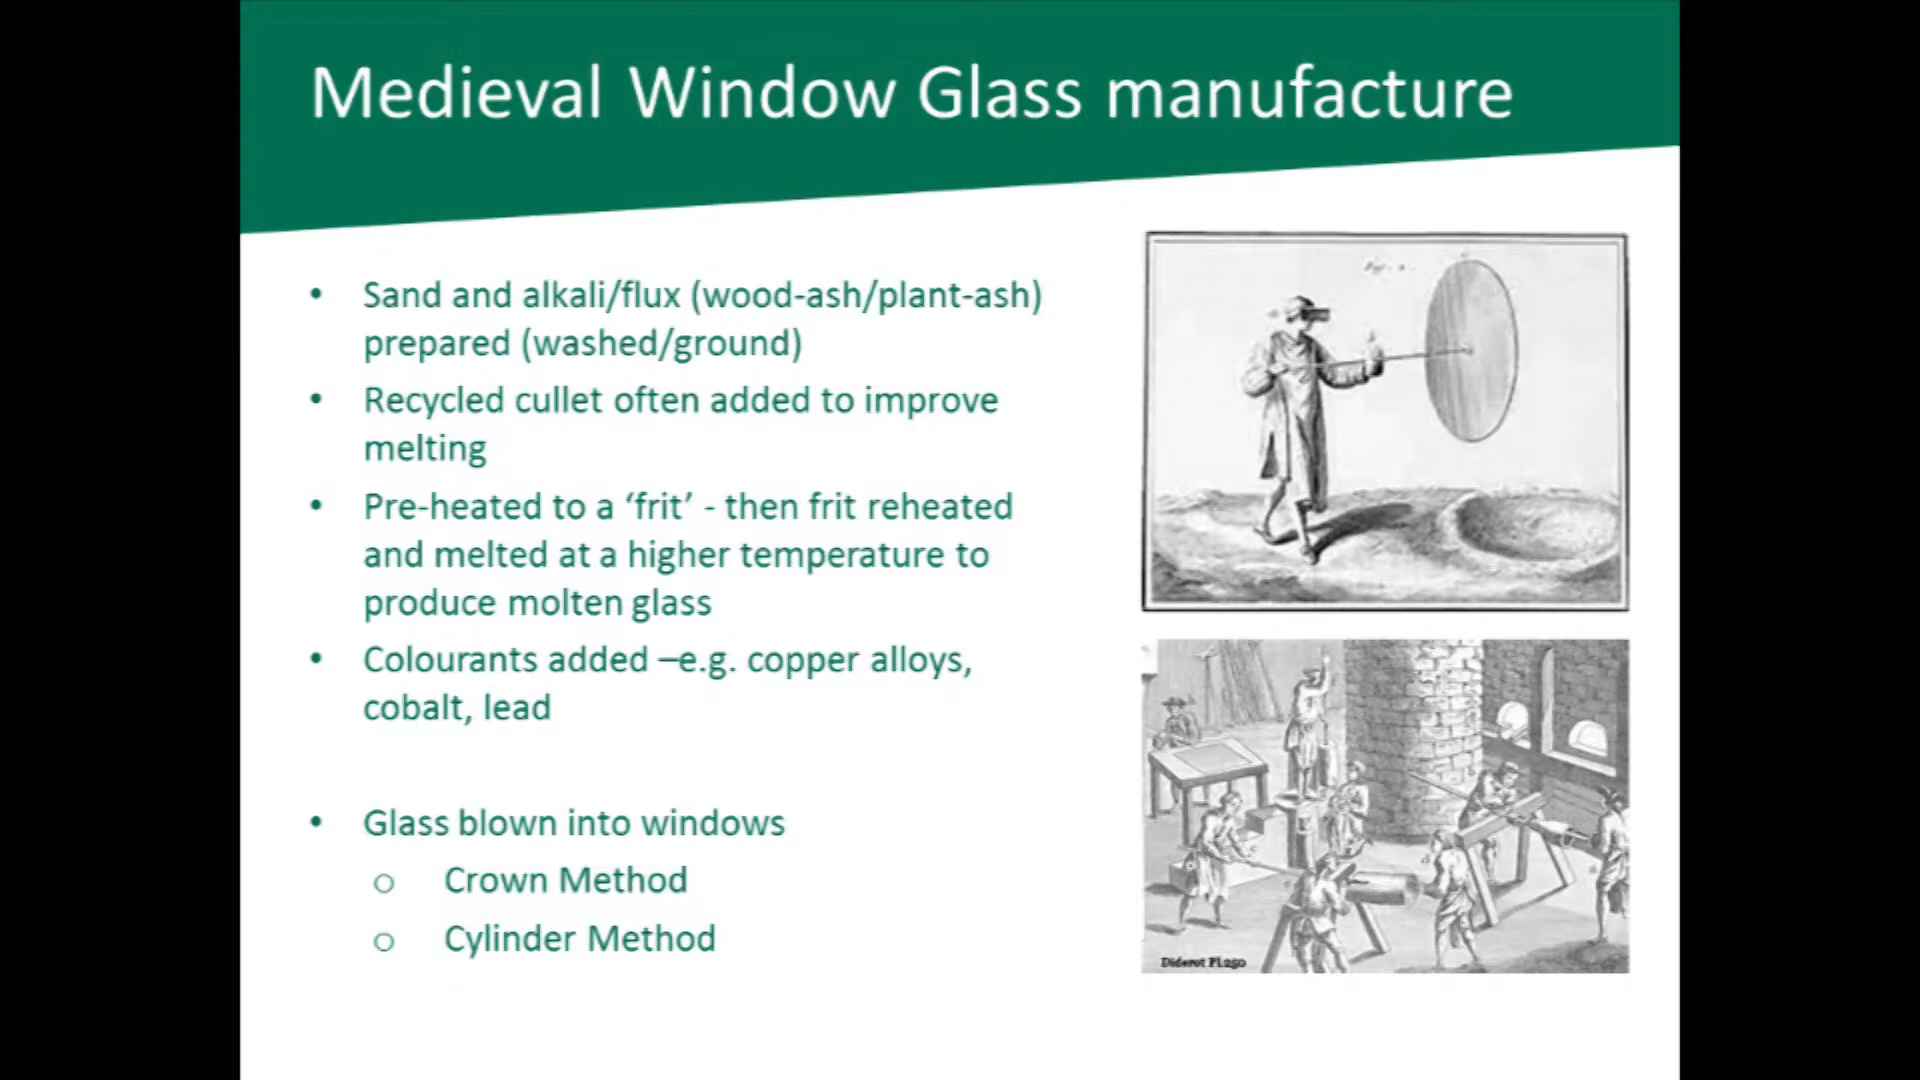 Medieval Window Glass manufacture
• Sand and alkali/flux (wood-ash/plant-ash)
prepared (washed/ground)
• Recycled cullet often added to improve
melting
• Pre-heated to a ‘frit’ - then frit reheated
and melted at a higher temperature to
produce molten glass
• Colourants added –e.g. copper alloys,
cobalt, lead
• Glass blown into windows
o Crown Method
o Cylinder Method
Diderot Pl.250